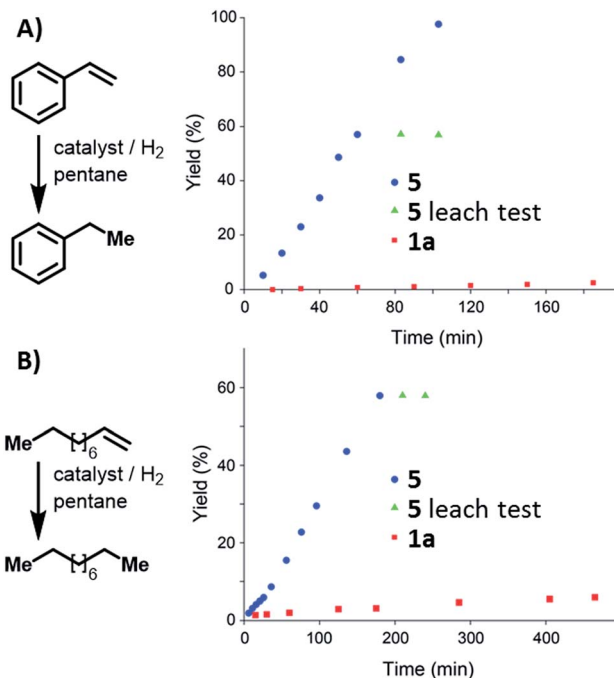 A)
catalyst / H2
pentane
Me
Yield (%)
100
80
60
40
20
0
5
5 leach test
1a
0 40 80 120 160
Time (min)
B)
Me [ ]6
catalyst / H2
pentane
Me [ ]6 Me
Yield (%)
60
40
20
0
5
5 leach test
1a
0 100 200 300 400
Time (min)